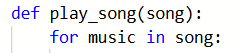 def play_song(song):
    for music in song: